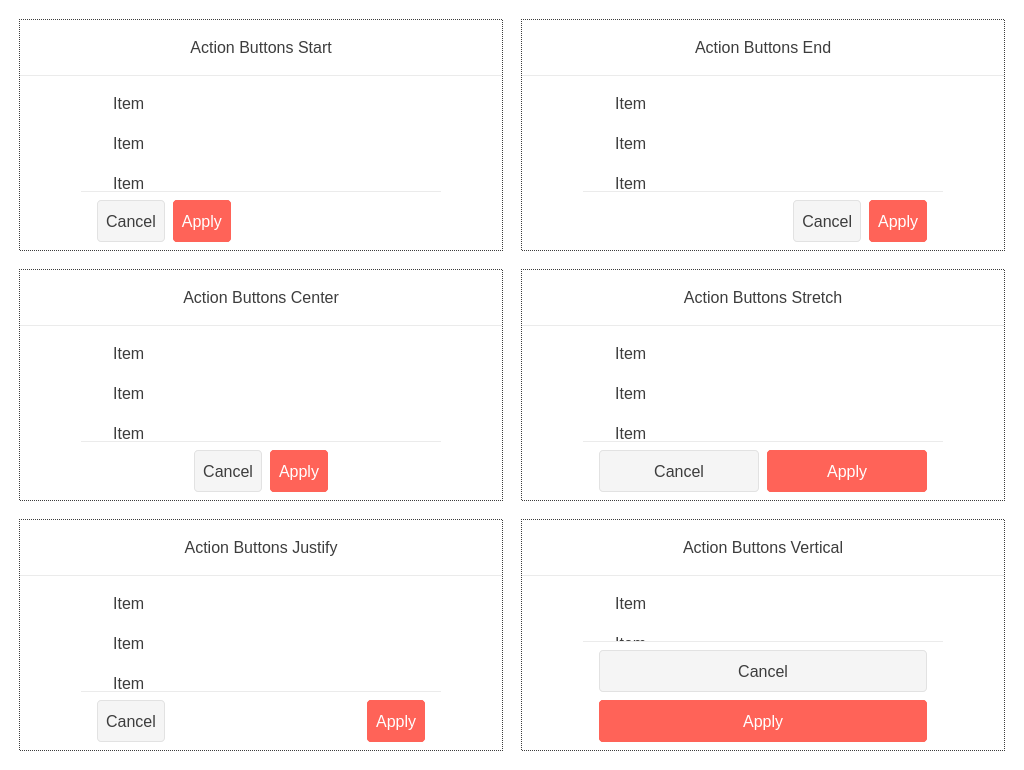 Action Buttons Start
Item
Item
Item
Cancel Apply
Action Buttons End
Item
Item
Item
Cancel Apply
Action Buttons Center
Item
Item
Item
Cancel Apply
Action Buttons Stretch
Item
Item
Item
Cancel Apply
Action Buttons Justify
Item
Item
Item
Cancel Apply
Action Buttons Vertical
Item
Cancel
Apply